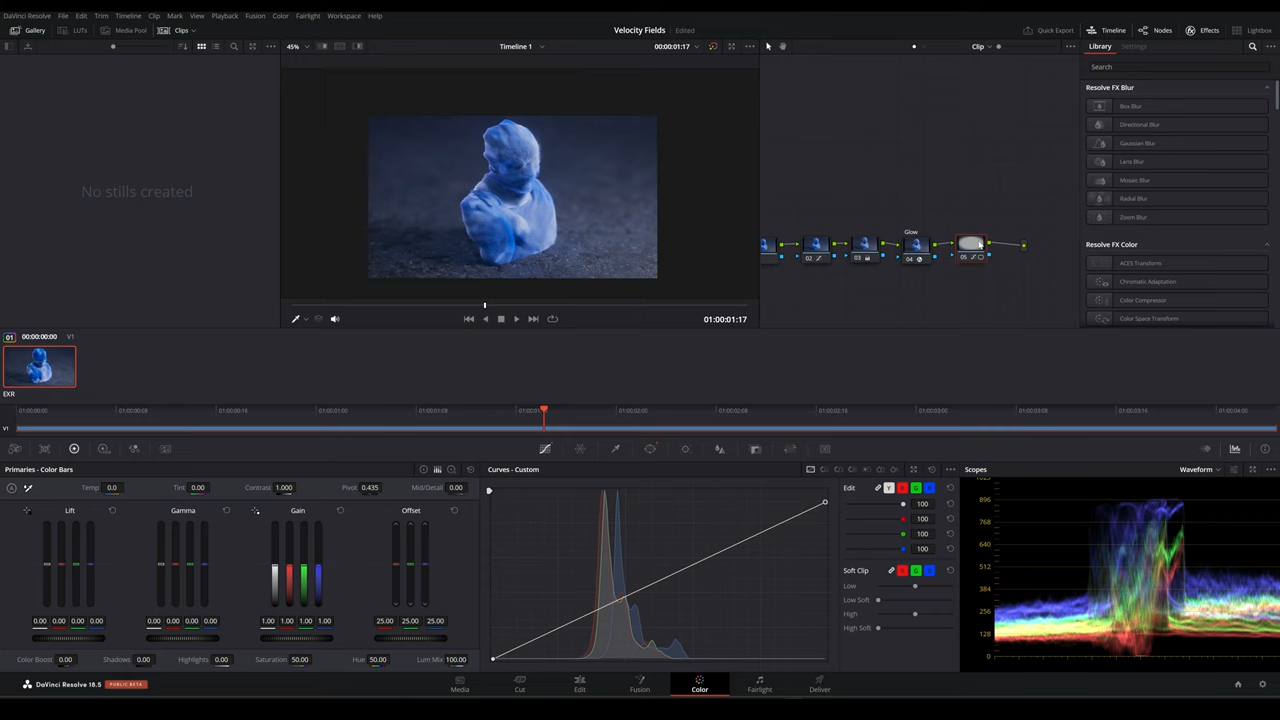 DaVinci Resolve File Edit Trim Timeline Clip Mark View Playback Fusion Color Fairlight Workspace Help
Gallery LUTs Media Pool Clips Velocity Fields Edited Quick Export Timeline Nodes Effects Lightbox
45% Timeline 1 00:00:01:17 Clip Library Settings
Search
Resolve FX Blur
Box Blur
Directional Blur
Gaussian Blur
Lens Blur
Mosaic Blur
Radial Blur
Zoom Blur
Resolve FX Color
ACES Transform
Chromatic Adaptation
Color Compressor
Color Space Transform
No stills created
Glow
02 03 04 05
01:00:01:17
01 00:00:00:00 V1
EXR
01:00:00:00 01:00:00:08 01:00:00:16 01:00:01:00 01:00:01:08 01:00:02:00 01:00:02:08 01:00:02:16 01:00:03:00 01:00:03:08 01:00:03:16 01:00:04:00
V1
Primaries - Color Bars Curves - Custom Scopes Waveform
Temp 0.0 Tint 0.00 Contrast 1.000 Pivot 0.435 Mid/Detail 0.00
Lift Gamma Gain Offset
0.00 0.00 0.00 0.00 0.00 0.00 0.00 0.00 1.00 1.00 1.00 1.00 25.00 25.00 25.00
Color Boost 0.00 Shadows 0.00 Highlights 0.00 Saturation 50.00 Hue 50.00 Lum Mix 100.00
Edit Y R G B
100
100
100
100
Soft Clip R G B
Low
Low Soft
High
High Soft
1023
896
768
640
512
384
256
128
0
DaVinci Resolve 18.5 PUBLIC BETA
Media Cut Edit Fusion Color Fairlight Deliver